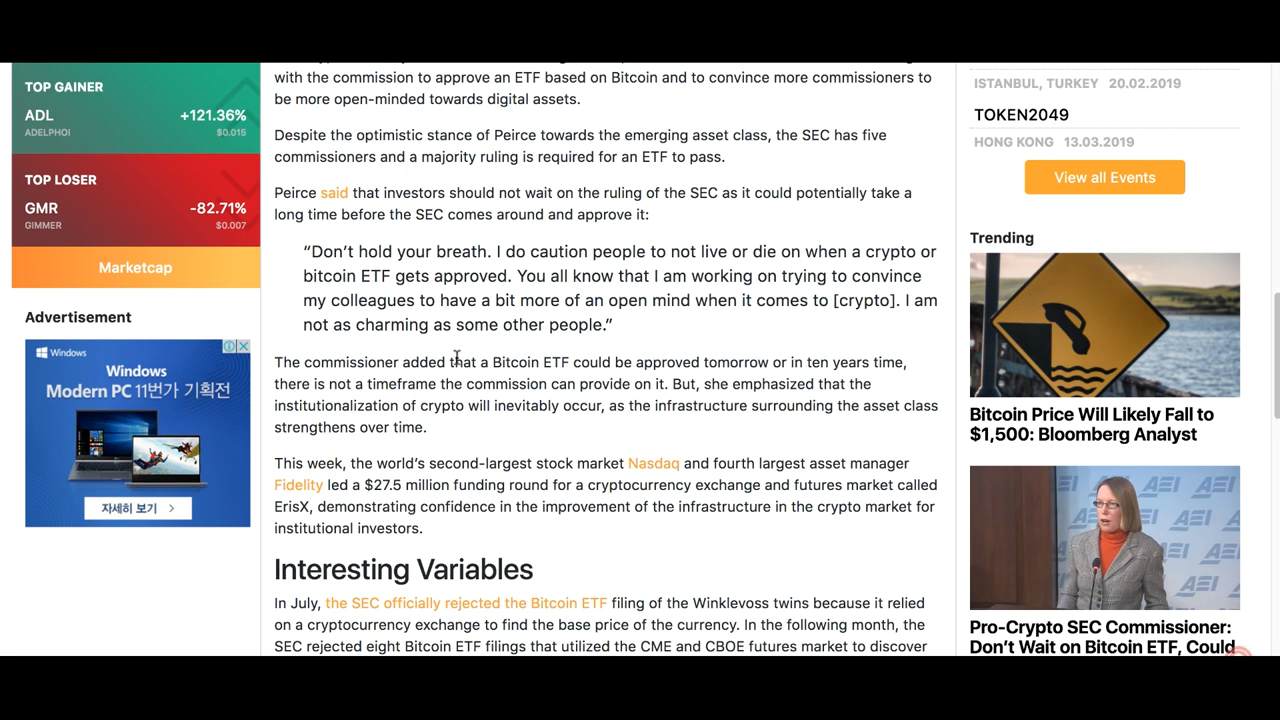 TOP GAINER
ADL +121.36%
ADELPHOI $0.015
TOP LOSER
GMR -82.71%
GIMMER $0.007
Marketcap
Advertisement
Windows
Windows
Modern PC 11번가 기획전
자세히 보기 >
with the commission to approve an ETF based on Bitcoin and to convince more commissioners to
be more open-minded towards digital assets.
Despite the optimistic stance of Peirce towards the emerging asset class, the SEC has five
commissioners and a majority ruling is required for an ETF to pass.
Peirce said that investors should not wait on the ruling of the SEC as it could potentially take a
long time before the SEC comes around and approve it:
“Don’t hold your breath. I do caution people to not live or die on when a crypto or
bitcoin ETF gets approved. You all know that I am working on trying to convince
my colleagues to have a bit more of an open mind when it comes to [crypto]. I am
not as charming as some other people.”
The commissioner added that a Bitcoin ETF could be approved tomorrow or in ten years time,
there is not a timeframe the commission can provide on it. But, she emphasized that the
institutionalization of crypto will inevitably occur, as the infrastructure surrounding the asset class
strengthens over time.
This week, the world’s second-largest stock market Nasdaq and fourth largest asset manager
Fidelity led a $27.5 million funding round for a cryptocurrency exchange and futures market called
ErisX, demonstrating confidence in the improvement of the infrastructure in the crypto market for
institutional investors.
Interesting Variables
In July, the SEC officially rejected the Bitcoin ETF filing of the Winklevoss twins because it relied
on a cryptocurrency exchange to find the base price of the currency. In the following month, the
SEC rejected eight Bitcoin ETF filings that utilized the CME and CBOE futures market to discover
ISTANBUL, TURKEY 20.02.2019
TOKEN2049
HONG KONG 13.03.2019
View all Events
Trending
Bitcoin Price Will Likely Fall to
$1,500: Bloomberg Analyst
AEI AEI
AEI AEI
AEI
Pro-Crypto SEC Commissioner:
Don’t Wait on Bitcoin ETF, Could